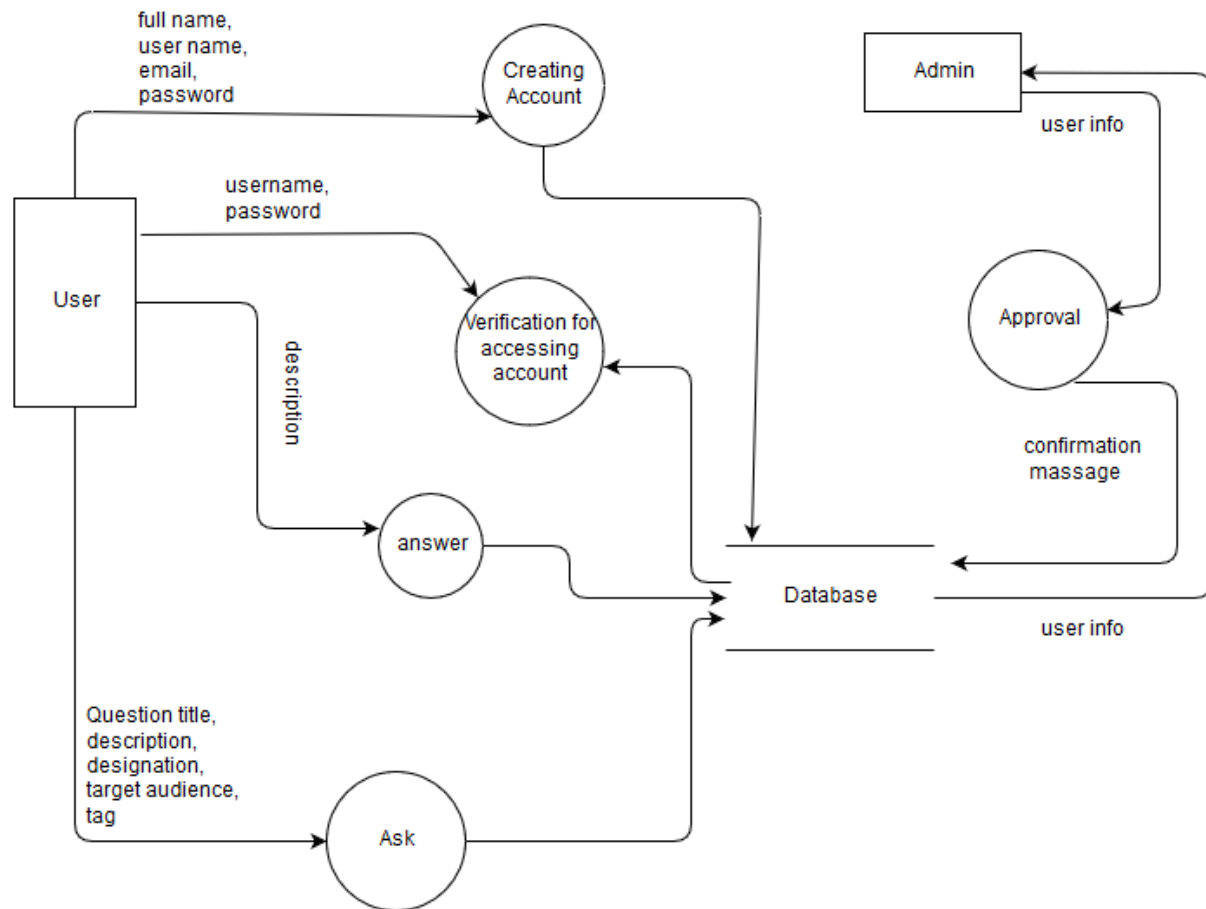 full name,
user name,
email,
password
Creating
Account
Admin
user info
username,
password
User
Verification for
accessing
account
Approval
description
confirmation
massage
answer
Database
user info
Question title,
description,
designation,
target audience,
tag
Ask